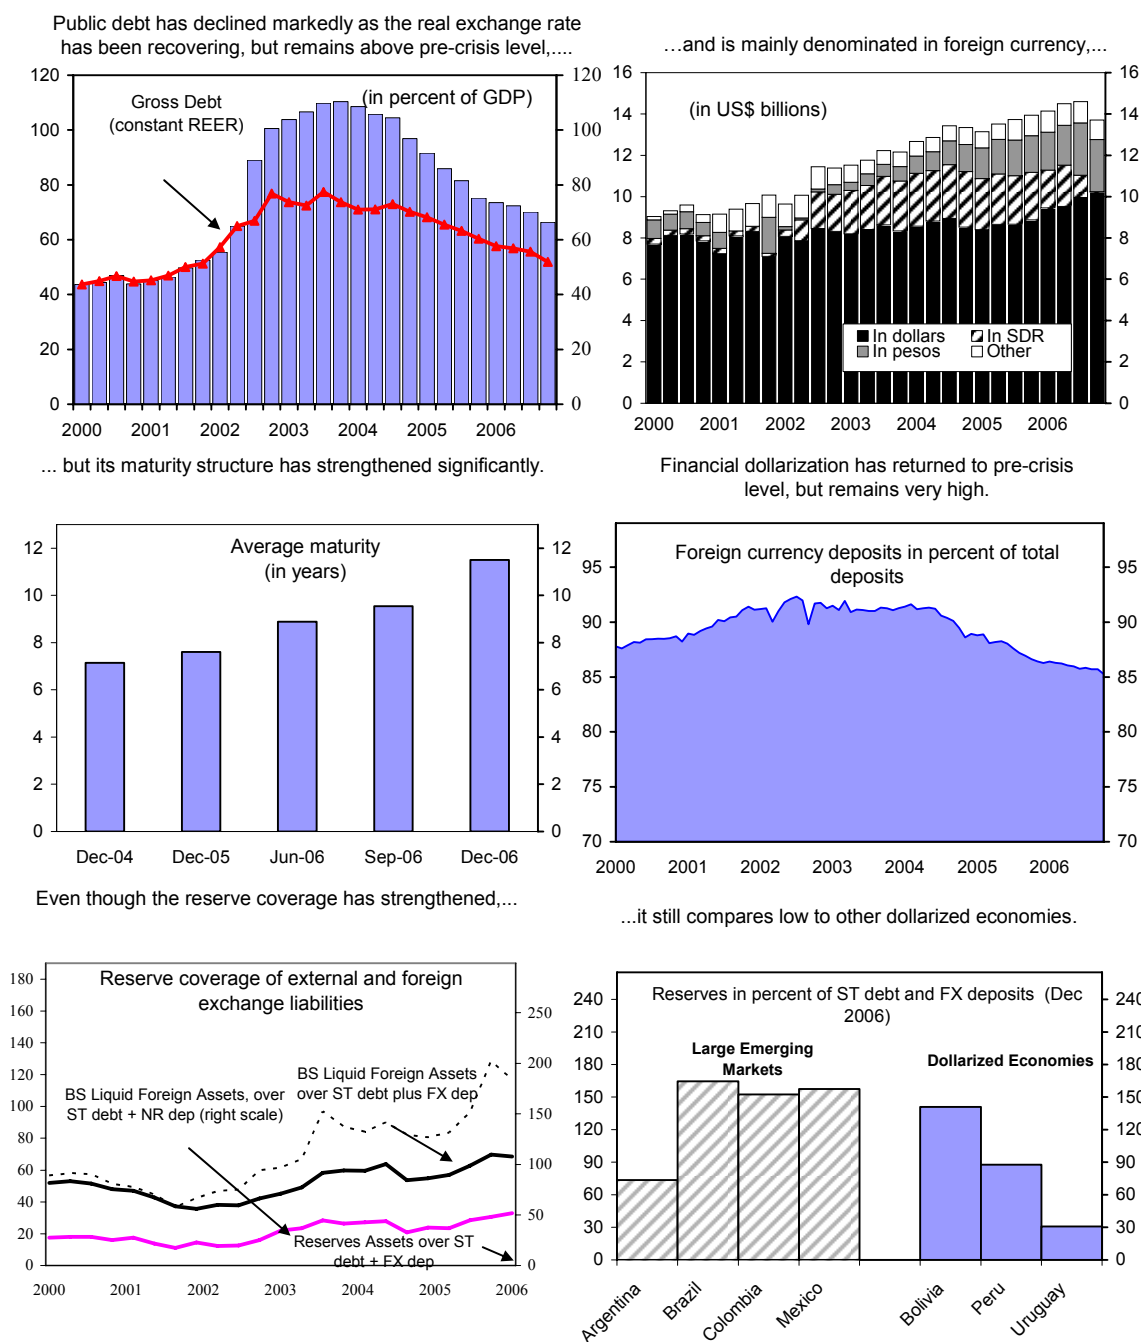 Public debt has declined markedly as the real exchange rate
has been recovering, but remains above pre-crisis level,....
120
100
80
60
40
20
0
Gross Debt
(constant REER)
(in percent of GDP)
120
100
80
60
40
20
0
2000 2001 2002 2003 2004 2005 2006
…and is mainly denominated in foreign currency,...
16
14
12
10
8
6
4
2
0
(in US$ billions)
In dollars In SDR
In pesos Other
16
14
12
10
8
6
4
2
0
2000 2001 2002 2003 2004 2005 2006
... but its maturity structure has strengthened significantly.
12
10
8
6
4
2
0
Average maturity
(in years)
12
10
8
6
4
2
0
Dec-04 Dec-05 Jun-06 Sep-06 Dec-06
Financial dollarization has returned to pre-crisis
level, but remains very high.
95
90
85
80
75
70
Foreign currency deposits in percent of total
deposits
95
90
85
80
75
70
2000 2001 2002 2003 2004 2005 2006
Even though the reserve coverage has strengthened,...
180
160
140
120
100
80
60
40
20
0
Reserve coverage of external and foreign
exchange liabilities
BS Liquid Foreign Assets, over
ST debt + NR dep (right scale)
BS Liquid Foreign Assets
over ST debt plus FX dep
Reserves Assets over ST
debt + FX dep
250
200
150
100
50
0
2000 2001 2002 2003 2004 2005 2006
...it still compares low to other dollarized economies.
240
210
180
150
120
90
60
30
0
Reserves in percent of ST debt and FX deposits (Dec
2006)
Large Emerging
Markets
Dollarized Economies
240
210
180
150
120
90
60
30
0
Argentina Brazil Colombia Mexico Bolivia Peru Uruguay